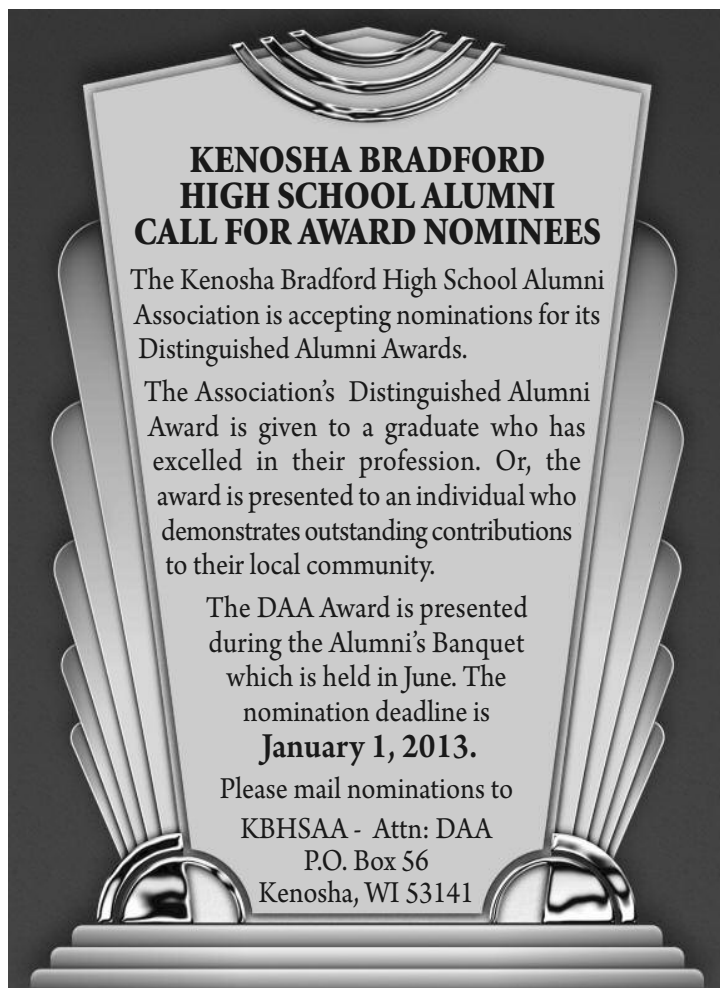 KENOSHA BRADFORD
HIGH SCHOOL ALUMNI
CALL FOR AWARD NOMINEES
The Kenosha Bradford High School Alumni
Association is accepting nominations for its
Distinguished Alumni Awards.
The Association's Distinguished Alumni
Award is given to a graduate who has
excelled in their profession. Or, the
award is presented to an individual who
demonstrates outstanding contributions
to their local community.
The DAA Award is presented
during the Alumni's Banquet
which is held in June. The
nomination deadline is
January 1, 2013.
Please mail nominations to
KBHSAA - Attn: DAA
P.O. Box 56
Kenosha, WI 53141